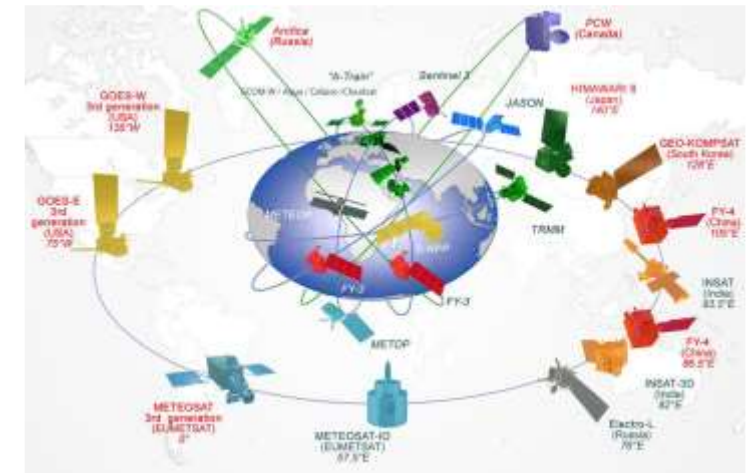 Arctica
(Russia)
PCW
(Canada)
"A-Train"
GCOM-W / Aqua / Calipso / Cloudsat
Sentinel 3
JASON
GOES-W
3rd generation
(USA)
135°W
HIMAWARI 8
(Japan)
140°E
GEO-KOMPSAT
(South Korea)
128°E
GOES-E
3rd
generation
(USA)
75°W
FY-4
(China)
105°E
METEOR
TRMM
INSAT
(India)
93.5°E
FY-3
FY-3
METOP
FY-4
(China)
86.5°E
INSAT-3D
(India)
82°E
Electro-L
(Russia)
76°E
METEOSAT
3rd generation
(EUMETSAT)
0°
METEOSAT-IO
(EUMETSAT)
57.5°E